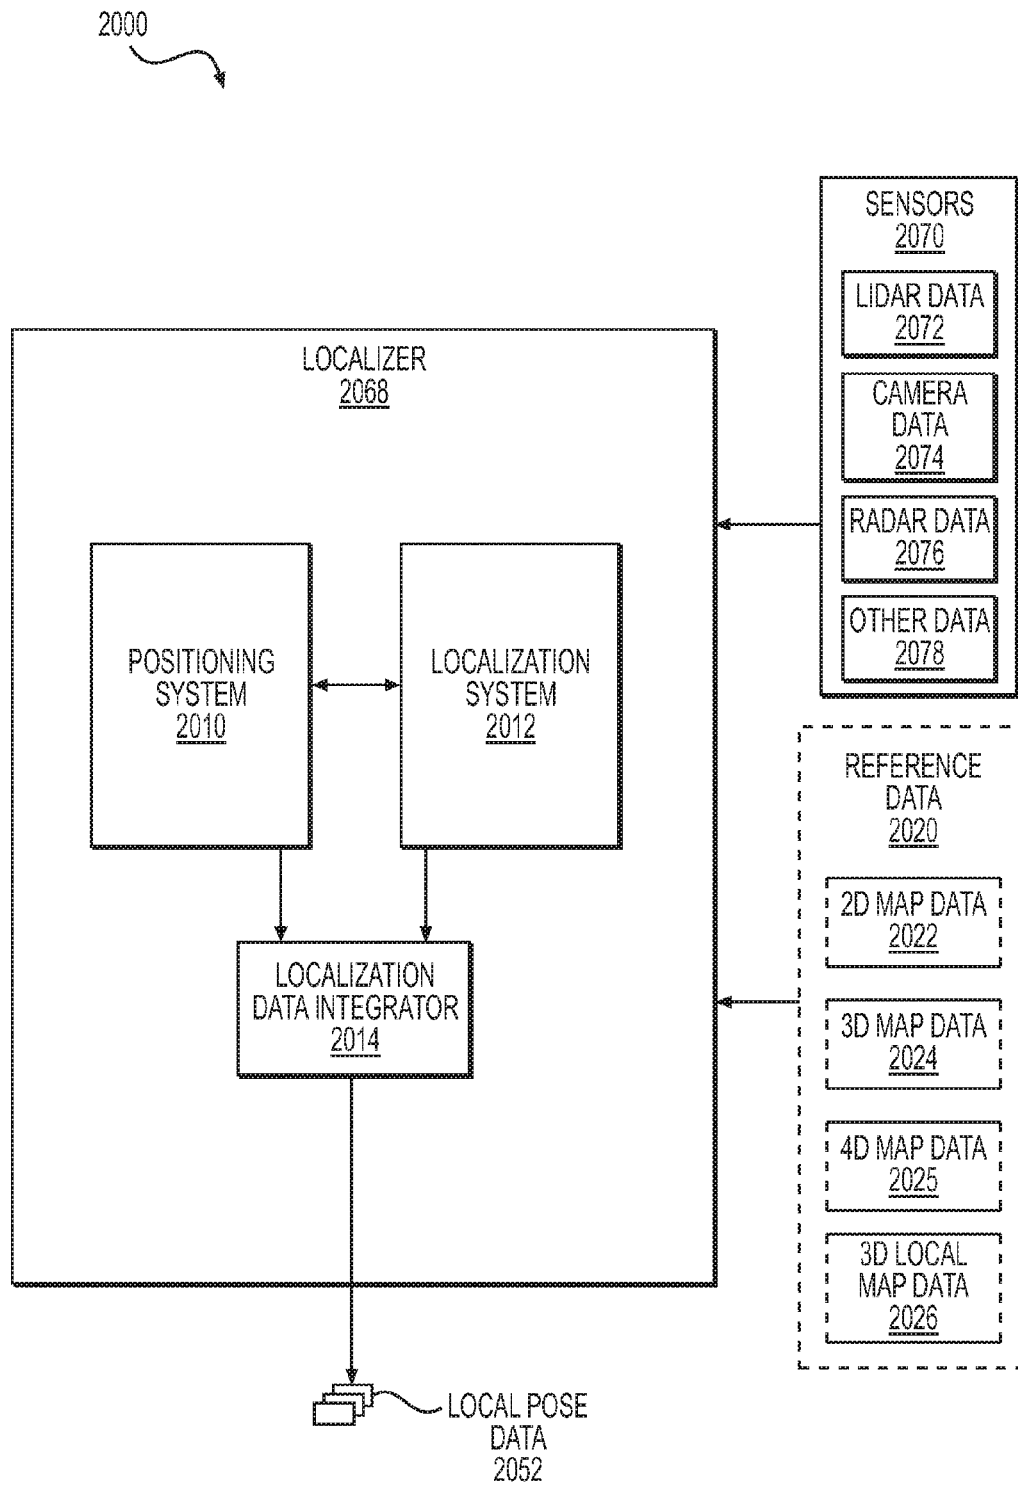 2000
SENSORS
2070
LIDAR DATA
2072
CAMERA
DATA
2074
RADAR DATA
2076
OTHER DATA
2078
LOCALIZER
2068
POSITIONING
SYSTEM
2010
LOCALIZATION
SYSTEM
2012
LOCALIZATION
DATA INTEGRATOR
2014
REFERENCE
DATA
2020
2D MAP DATA
2022
3D MAP DATA
2024
4D MAP DATA
2025
3D LOCAL
MAP DATA
2026
LOCAL POSE
DATA
2052